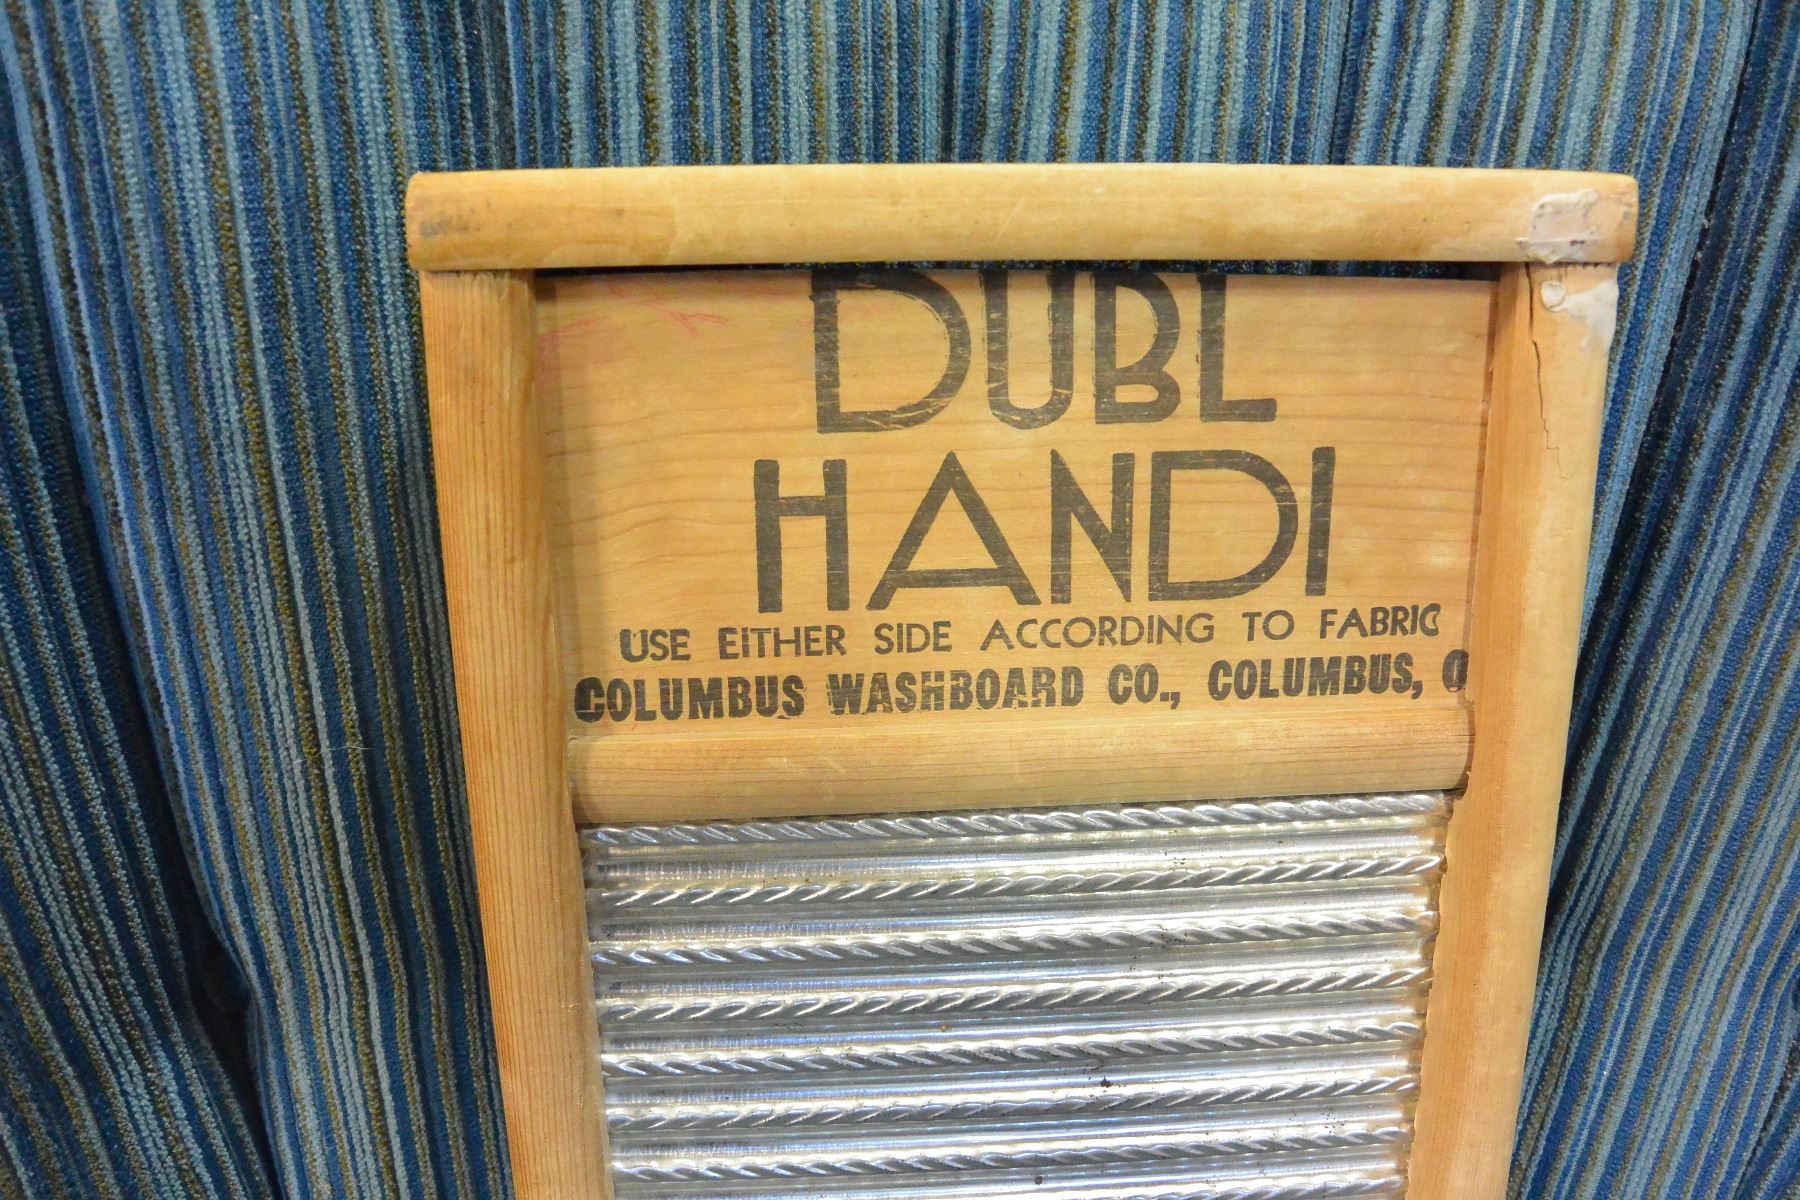 DUBL
HANDI
USE EITHER SIDE ACCORDING TO FABRIC
COLUMBUS WASHBOARD CO., COLUMBUS, O